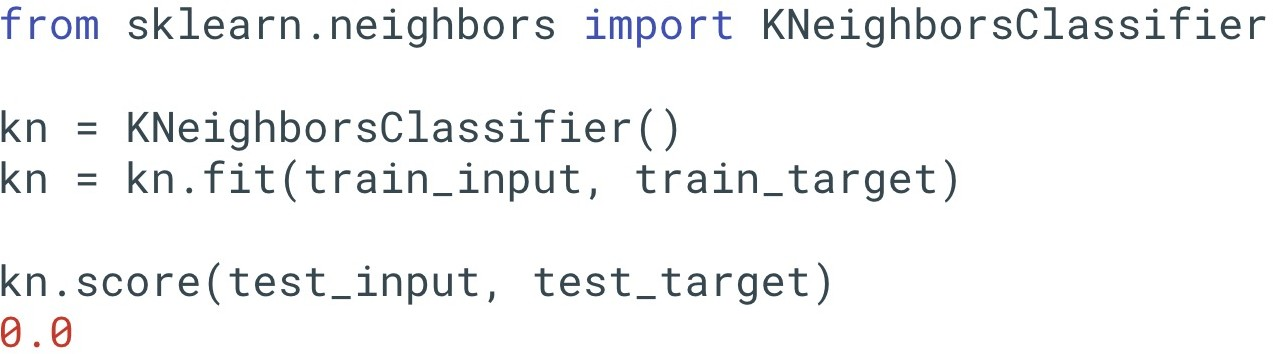 from sklearn.neighbors import KNeighborsClassifier
kn = KNeighborsClassifier()
kn = kn.fit(train_input, train_target)
kn.score(test_input, test_target)
0.0